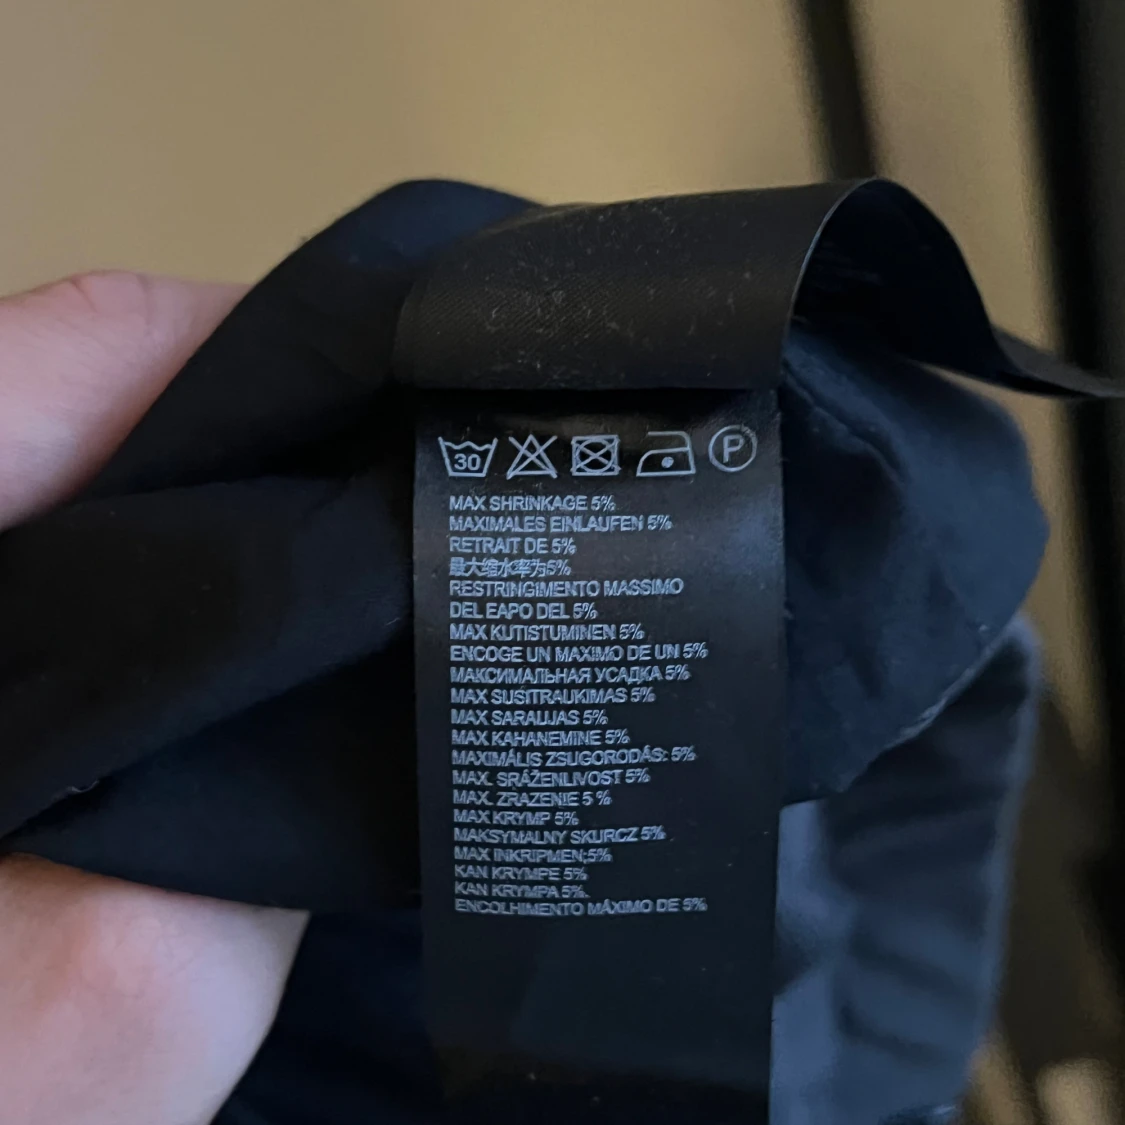 30 P
MAX SHRINKAGE 5%
MAXIMALES EINLAUFEN 5%
RETRAIT DE 5%
最大缩水率为5%
RESTRINGIMENTO MASSIMO
DEL EAPO DEL 5%
MAX KUTISTUMINEN 5%
ENCOGE UN MAXIMO DE UN 5%
МАКСИМАЛЬНАЯ УСАДКА 5%
MAX SUSITRAUKIMAS 5%
MAX SARAUJAS 5%
MAX KAHANEMINE 5%
MAXIMÁLIS ZSUGORODÁS: 5%
MAX. SRÁŽENLIVOST 5%
MAX. ZRAZENIE 5 %
MAX KRYMP 5%
MAKSYMALNY SKURCZ 5%
MAX INKRIPMEN;5%
KAN KRYMPE 5%
KAN KRYMPA 5%.
ENCOLHIMENTO MÁXIMO DE 5%